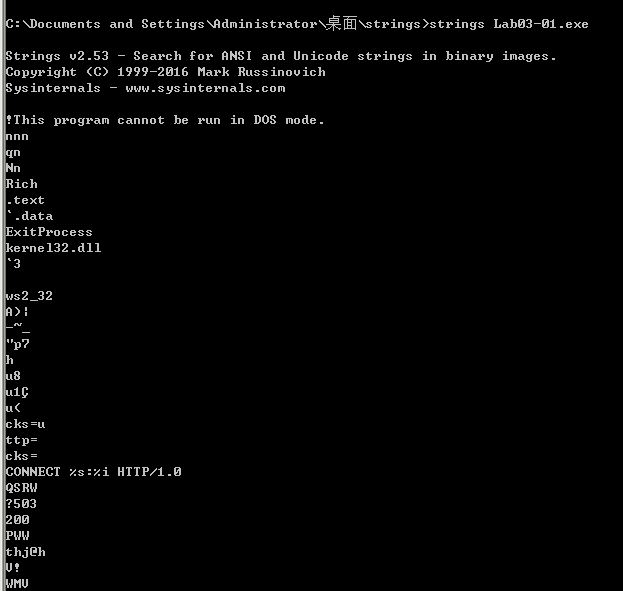 C:\Documents and Settings\Administrator\桌面\strings>strings Lab03-01.exe
Strings v2.53 - Search for ANSI and Unicode strings in binary images.
Copyright (C) 1999-2016 Mark Russinovich
Sysinternals - www.sysinternals.com
!This program cannot be run in DOS mode.
nnn
qn
Nn
Rich
.text
`.data
ExitProcess
kernel32.dll
`3
ws2_32
A)¦
-~_
"p7
h
u8
u1Ç
u(
cks=u
ttp=
cks=
CONNECT %s:%i HTTP/1.0
QSRW
?503
200
PWW
thj@h
V!
WMV